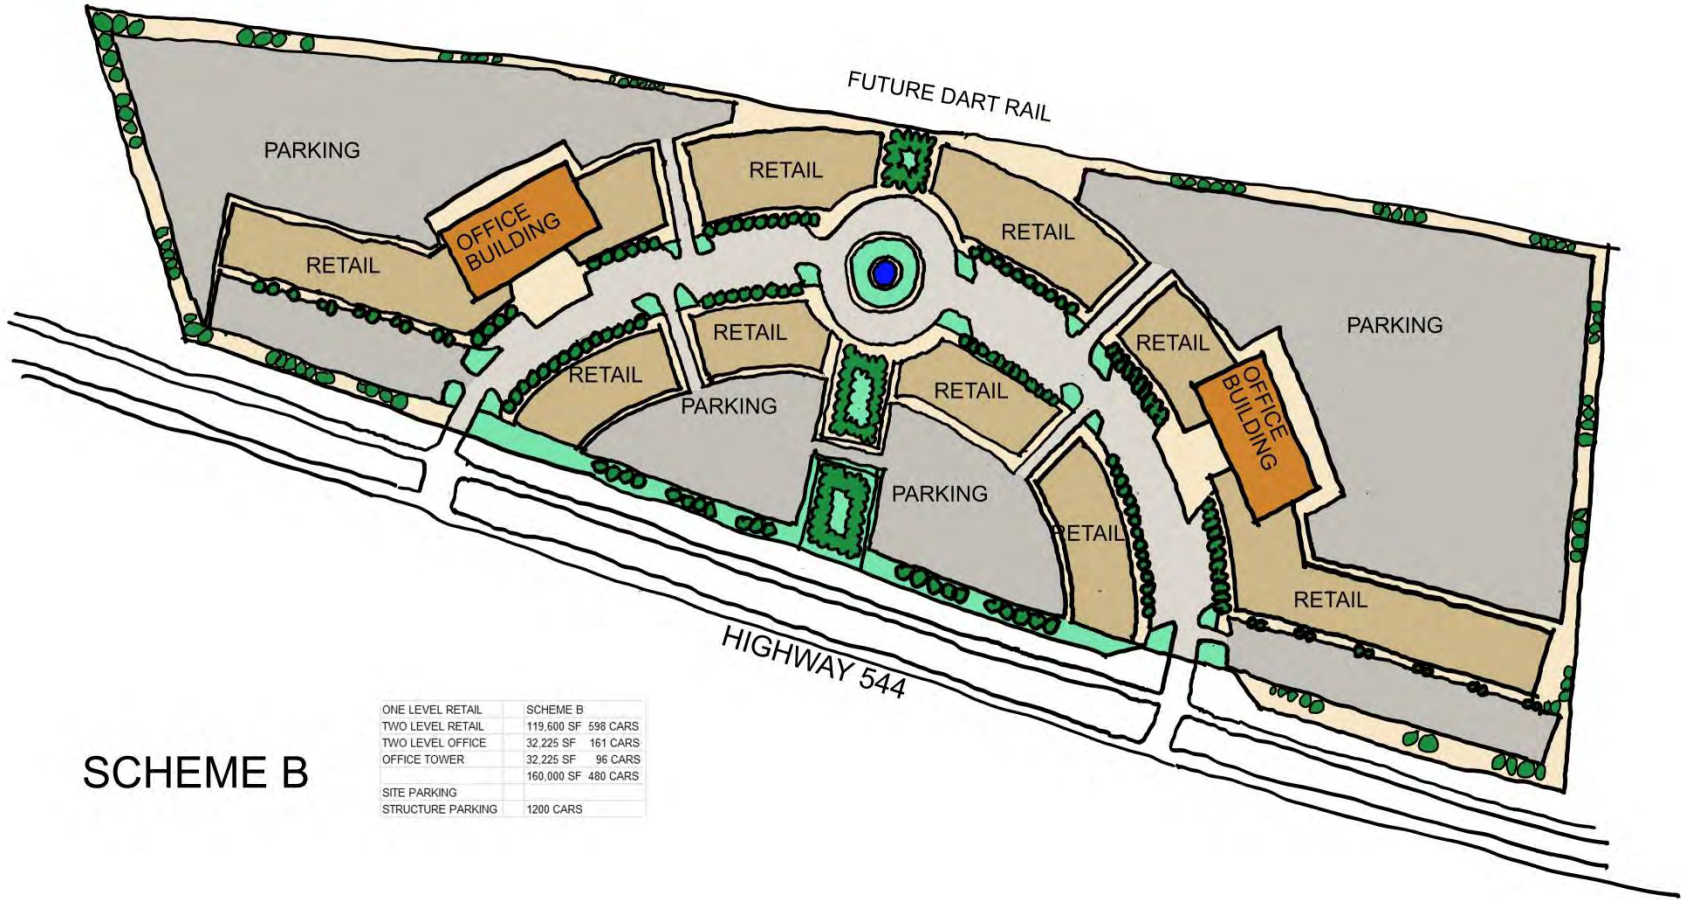 FUTURE DART RAIL
PARKING
RETAIL
OFFICE
BUILDING
RETAIL
RETAIL
RETAIL
RETAIL
RETAIL
PARKING
RETAIL
PARKING
RETAIL
PARKING
OFFICE
BUILDING
RETAIL
RETAIL
HIGHWAY 544
SCHEME B
ONE LEVEL RETAIL SCHEME B
TWO LEVEL RETAIL 119,600 SF 598 CARS
TWO LEVEL OFFICE 32,225 SF 161 CARS
OFFICE TOWER 32,225 SF 96 CARS
160,000 SF 480 CARS
SITE PARKING
STRUCTURE PARKING 1200 CARS